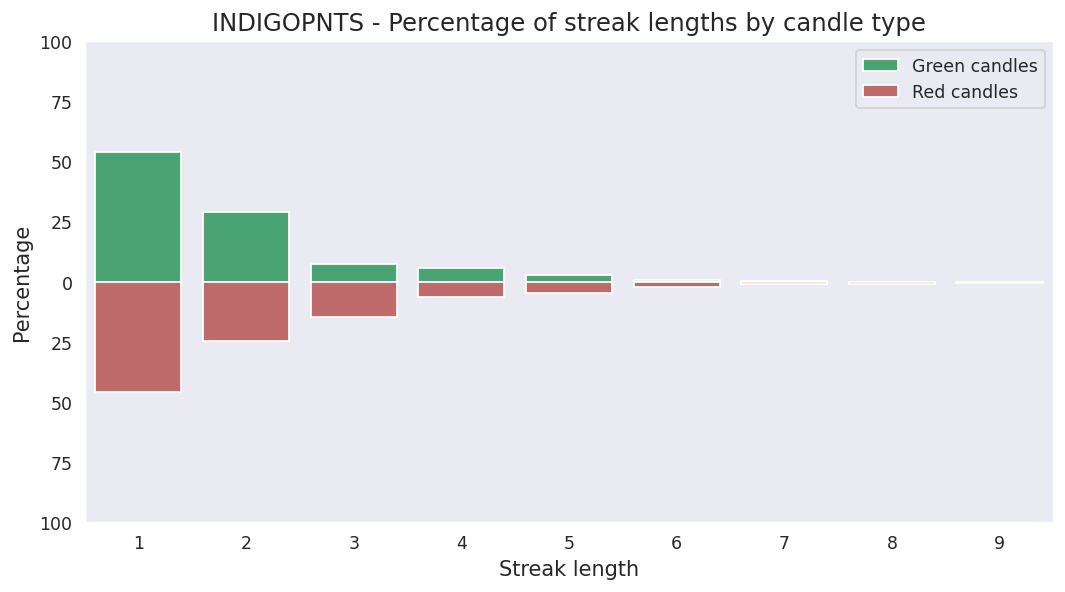 INDIGOPNTS - Percentage of streak lengths by candle type
Green candles
Red candles
Percentage
100
75
50
25
0
25
50
75
100
1 2 3 4 5 6 7 8 9
Streak length